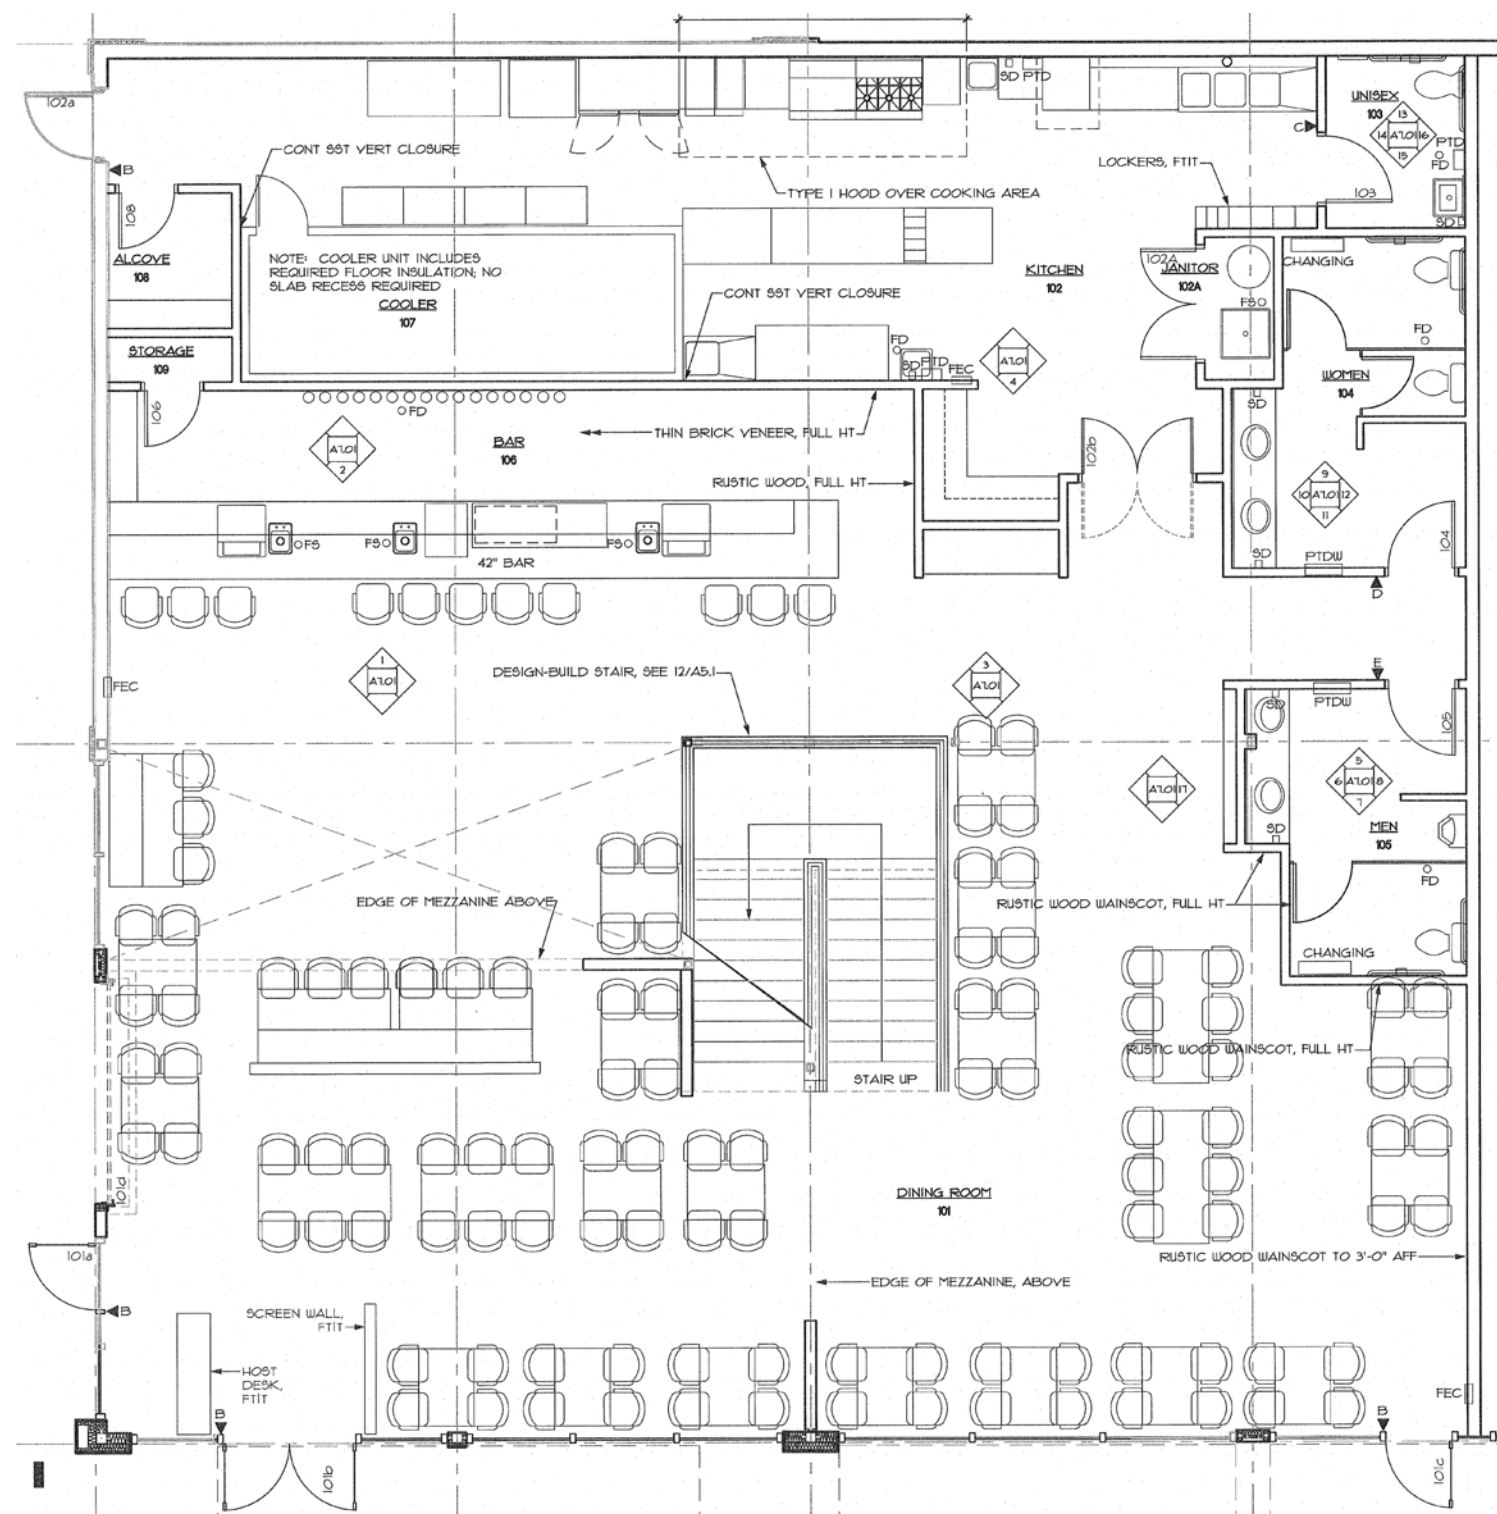 SD PTD
UNISEX
103
13
14 A7.01 16
15
PTD
FD
102a
C
CONT SST VERT CLOSURE
LOCKERS, FTIT
B
TYPE I HOOD OVER COOKING AREA
103
SD
108
ALCOVE
108
NOTE: COOLER UNIT INCLUDES
REQUIRED FLOOR INSULATION; NO
SLAB RECESS REQUIRED
COOLER
107
KITCHEN
102
102A
JANITOR
102A
CHANGING
CONT SST VERT CLOSURE
FS
FD
STORAGE
109
FD
SD PTD
FEC
A7.01
4
WOMEN
104
106
FD
SD
A7.01
2
BAR
106
THIN BRICK VENEER, FULL HT
102b
RUSTIC WOOD, FULL HT
9
10 A7.01 12
11
FS
FS
FS
42" BAR
SD
PTDW
104
D
1
A7.01
DESIGN-BUILD STAIR, SEE 12/A5.1
3
A7.01
E
FEC
SD
PTDW
105
A7.01 17
5
6 A7.01 8
7
SD
MEN
105
FD
EDGE OF MEZZANINE ABOVE
RUSTIC WOOD WAINSCOT, FULL HT
CHANGING
RUSTIC WOOD WAINSCOT, FULL HT
STAIR UP
101d
DINING ROOM
101
101a
RUSTIC WOOD WAINSCOT TO 3'-0" AFF
EDGE OF MEZZANINE, ABOVE
B
SCREEN WALL,
FTIT
HOST
DESK,
FTIT
FEC
B
B
101b
101c